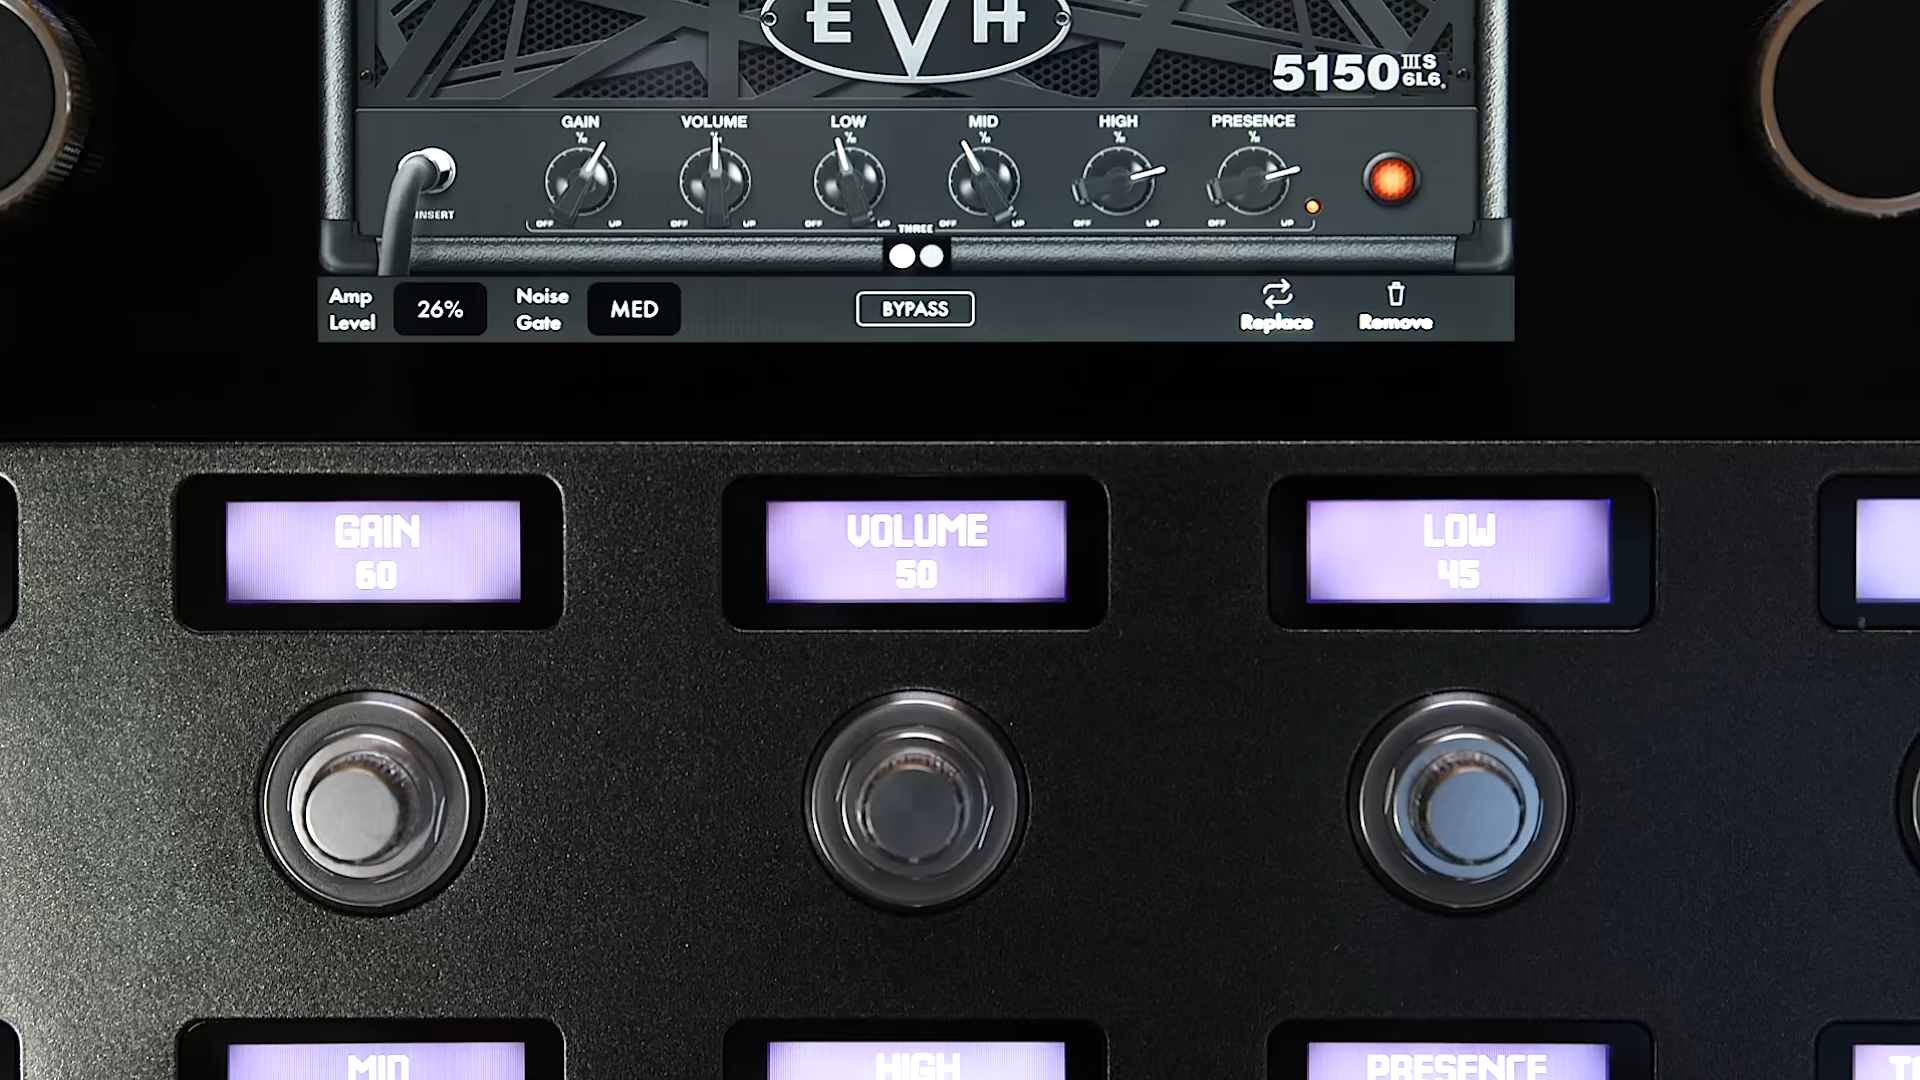 EVH
5150 IIIS
6L6.
GAIN VOLUME LOW MID HIGH PRESENCE
INSERT
OFF UP OFF UP OFF UP OFF UP OFF UP OFF UP
THREE
Amp
Level
26%
Noise
Gate
MED
BYPASS
Replace
Remove
GAIN
60
VOLUME
50
LOW
45
MID
HIGH
PRESENCE